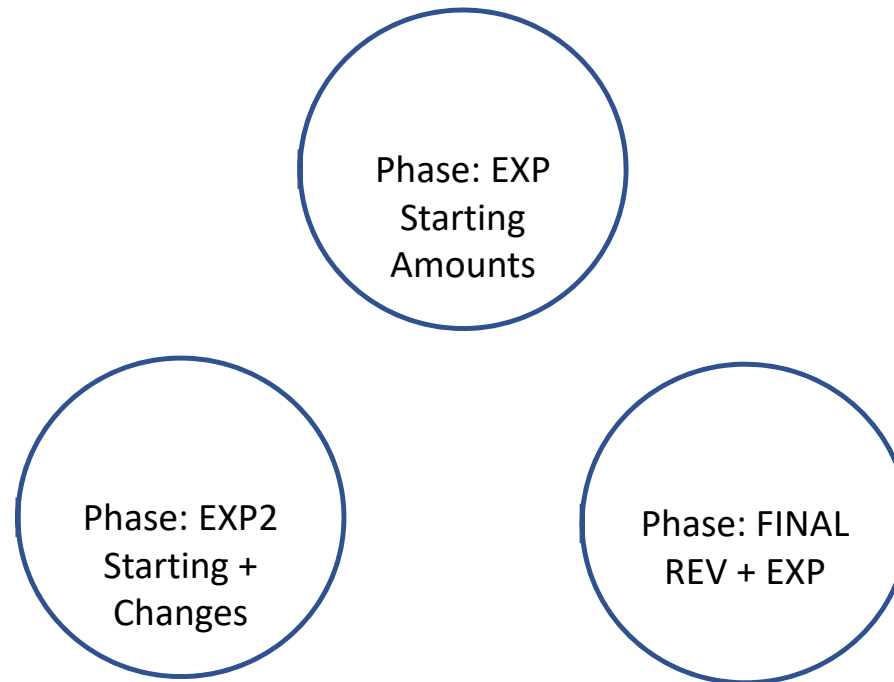 Phase: EXP
Starting
Amounts
Phase: EXP2
Starting +
Changes
Phase: FINAL
REV + EXP